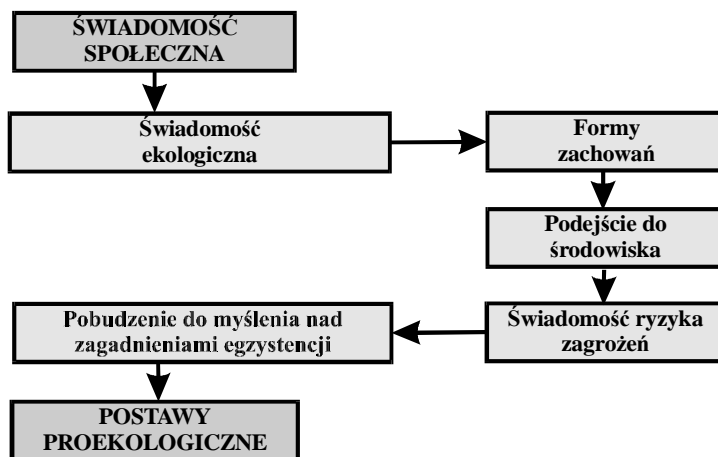 ŚWIADOMOŚĆ
SPOŁECZNA
Świadomość
ekologiczna
Formy
zachowań
Podejście do
środowiska
Świadomość ryzyka
zagrożeń
Pobudzenie do myślenia nad
zagadnieniami egzystencji
POSTAWY
PROEKOLOGICZNE